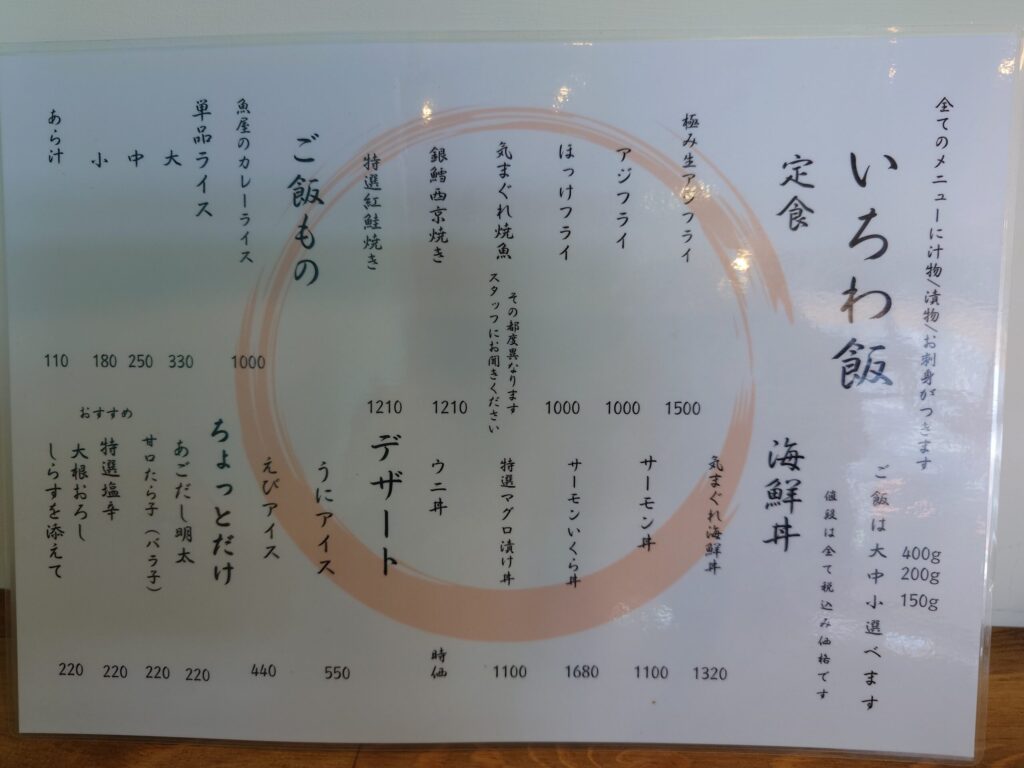 全てのメニューに汁物\漬物\お刺身がつきます
いちわ飯
定食
極み生アジフライ
1500
アジフライ
1000
ほっけフライ
1000
気まぐれ焼魚
その都度異なります
スタッフにお聞きください
銀鱈西京焼き
1210
特選紅鮭焼き
1210
ご飯もの
魚屋のカレーライス
1000
単品ライス
大
330
中
250
小
180
あら汁
110
ご飯は大中小選べます
400g
200g
150g
値段は全て税込み価格です
海鮮丼
気まぐれ海鮮丼
1320
サーモン丼
1100
サーモンいくら丼
1680
特選マグロ漬け丼
1100
ウニ丼
時価
デザート
うにアイス
550
えびアイス
440
ちょっとだけ
あごだし明太
220
甘口たら子(バラ子)
220
おすすめ
特選塩辛
220
大根おろし
しらすを添えて
220